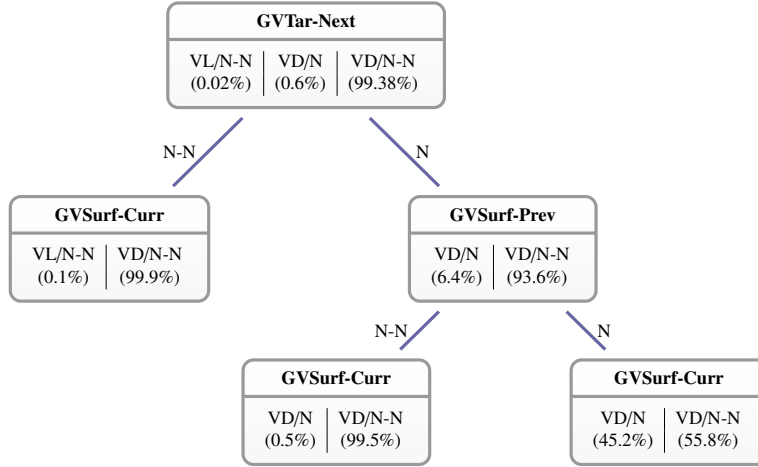 GVTar-Next
VL/N-N VD/N VD/N-N
(0.02%) (0.6%) (99.38%)
N-N N
GVSurf-Curr GVSurf-Prev
VL/N-N VD/N-N VD/N VD/N-N
(0.1%) (99.9%) (6.4%) (93.6%)
N-N N
GVSurf-Curr GVSurf-Curr
VD/N VD/N-N VD/N VD/N-N
(0.5%) (99.5%) (45.2%) (55.8%)